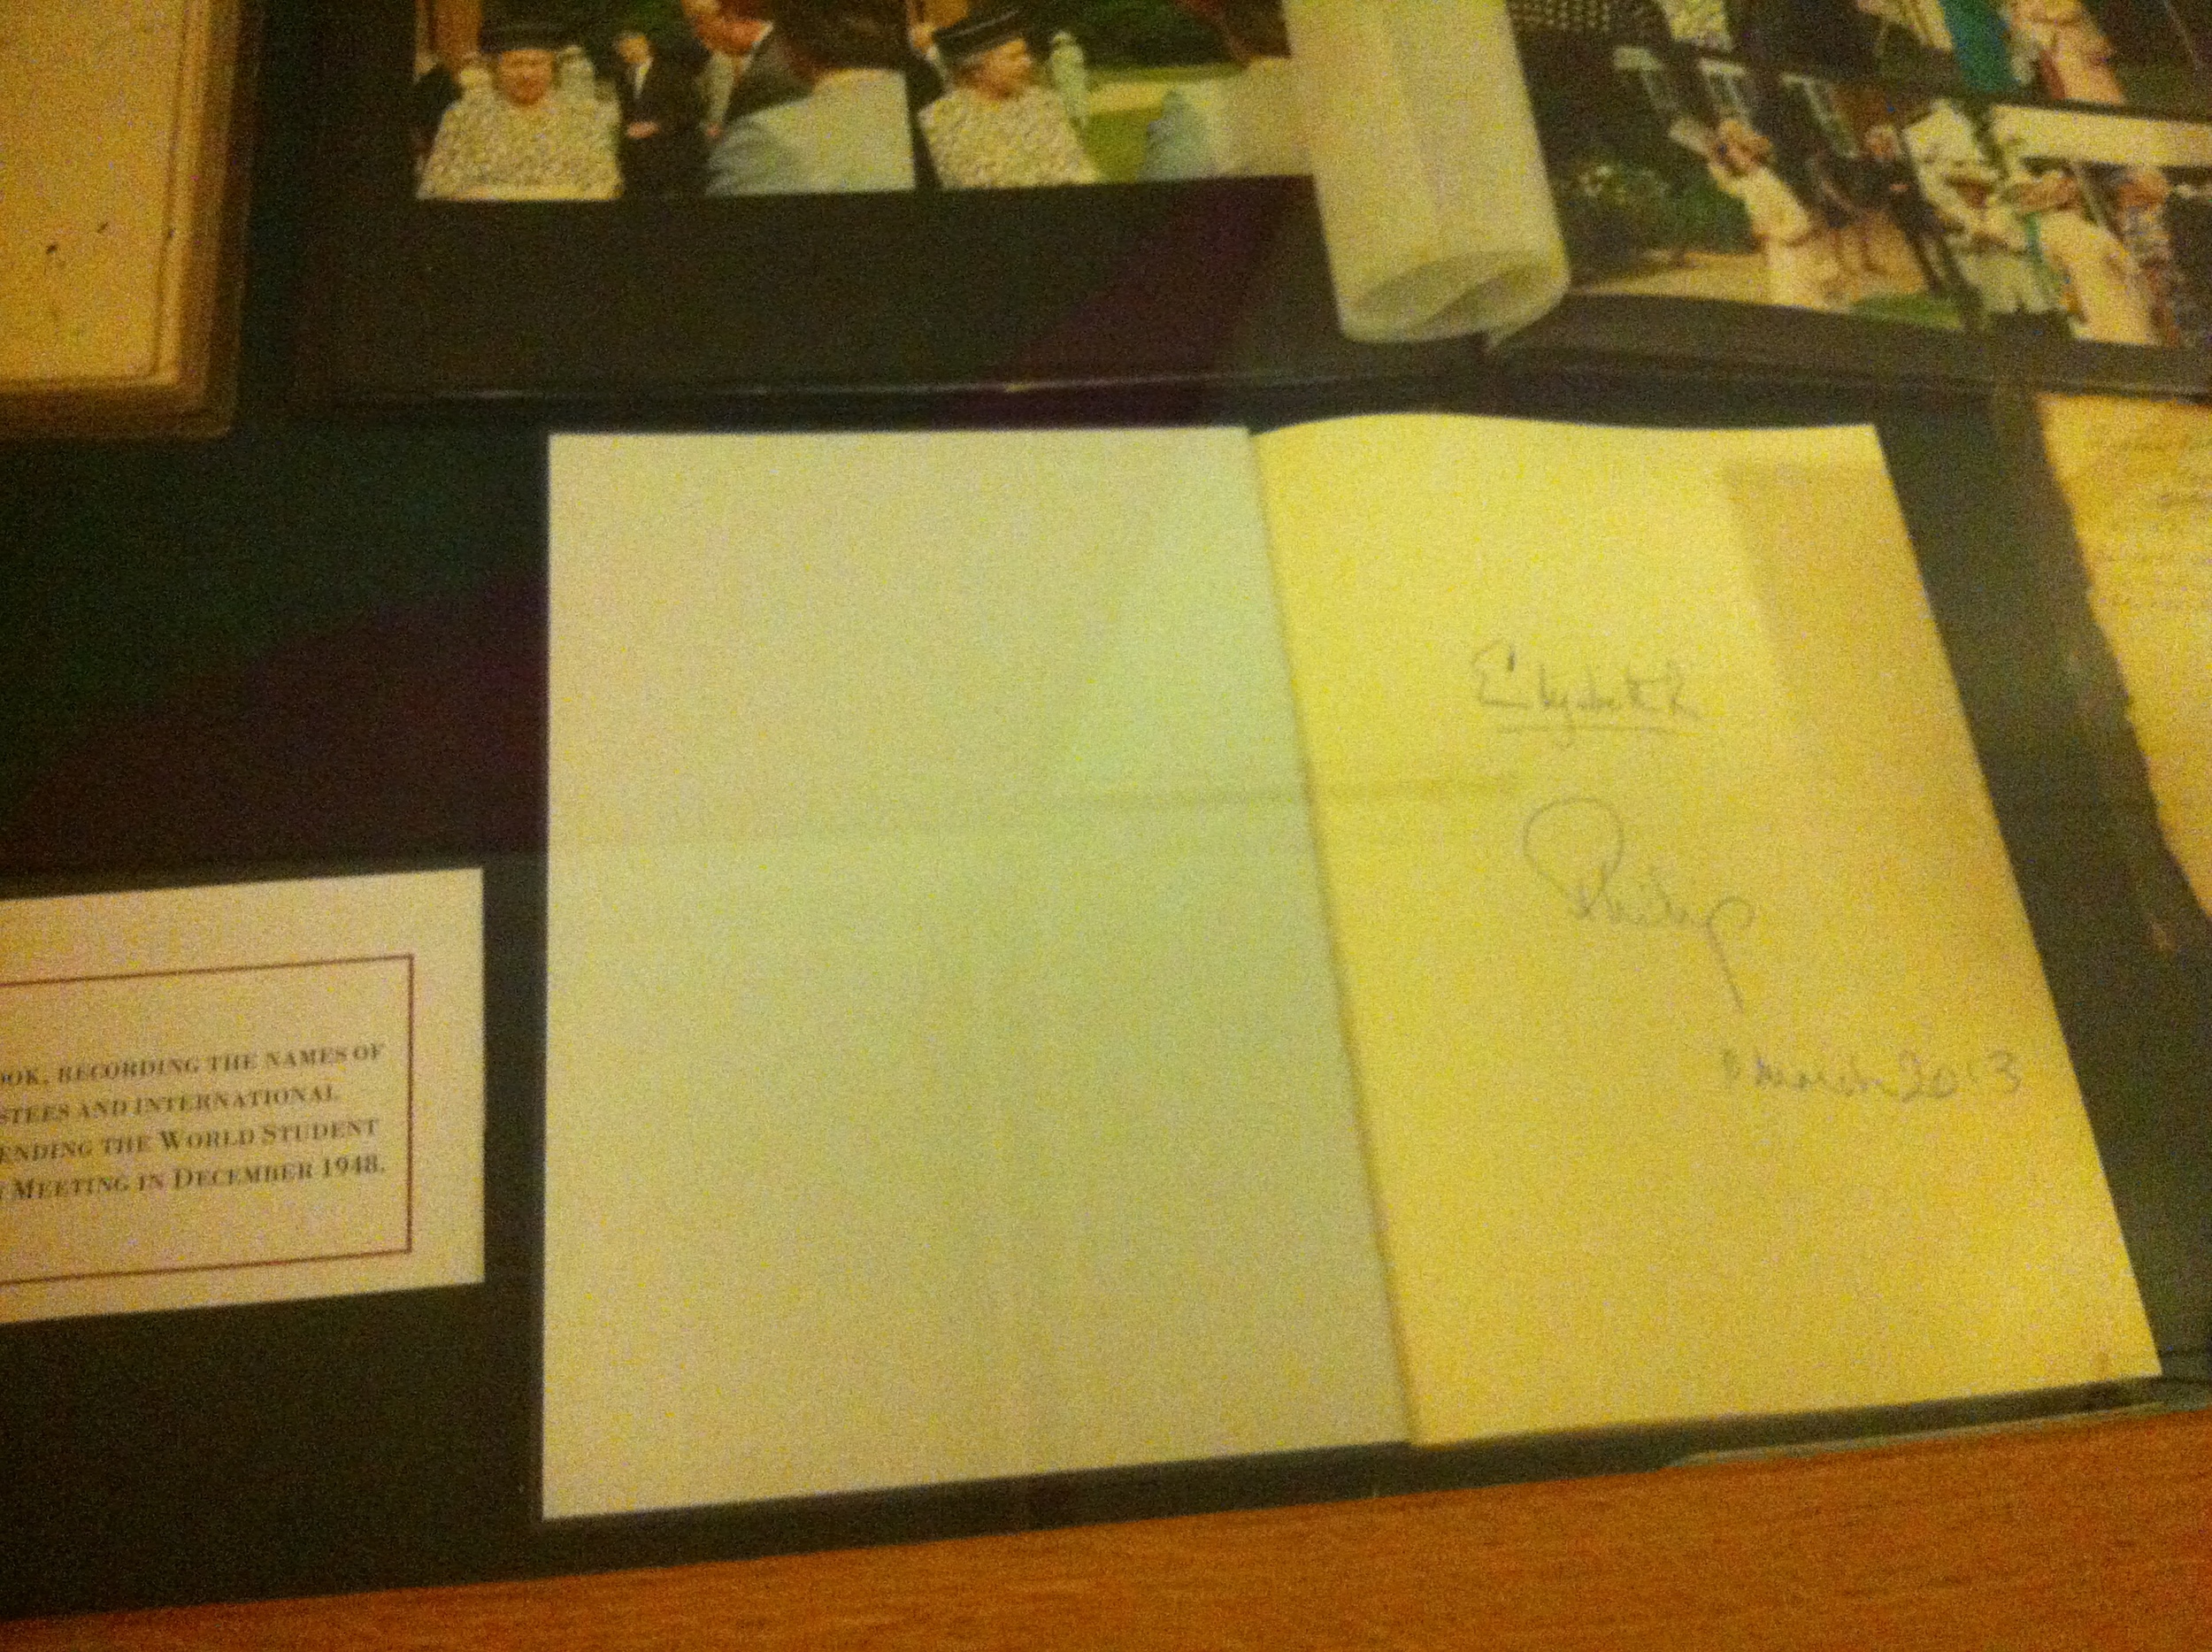 Elizabeth R
Philip
March 2013
OOK, RECORDING THE NAMES OF
STEES AND INTERNATIONAL
ENDING THE WORLD STUDENT
MEETING IN DECEMBER 1948.